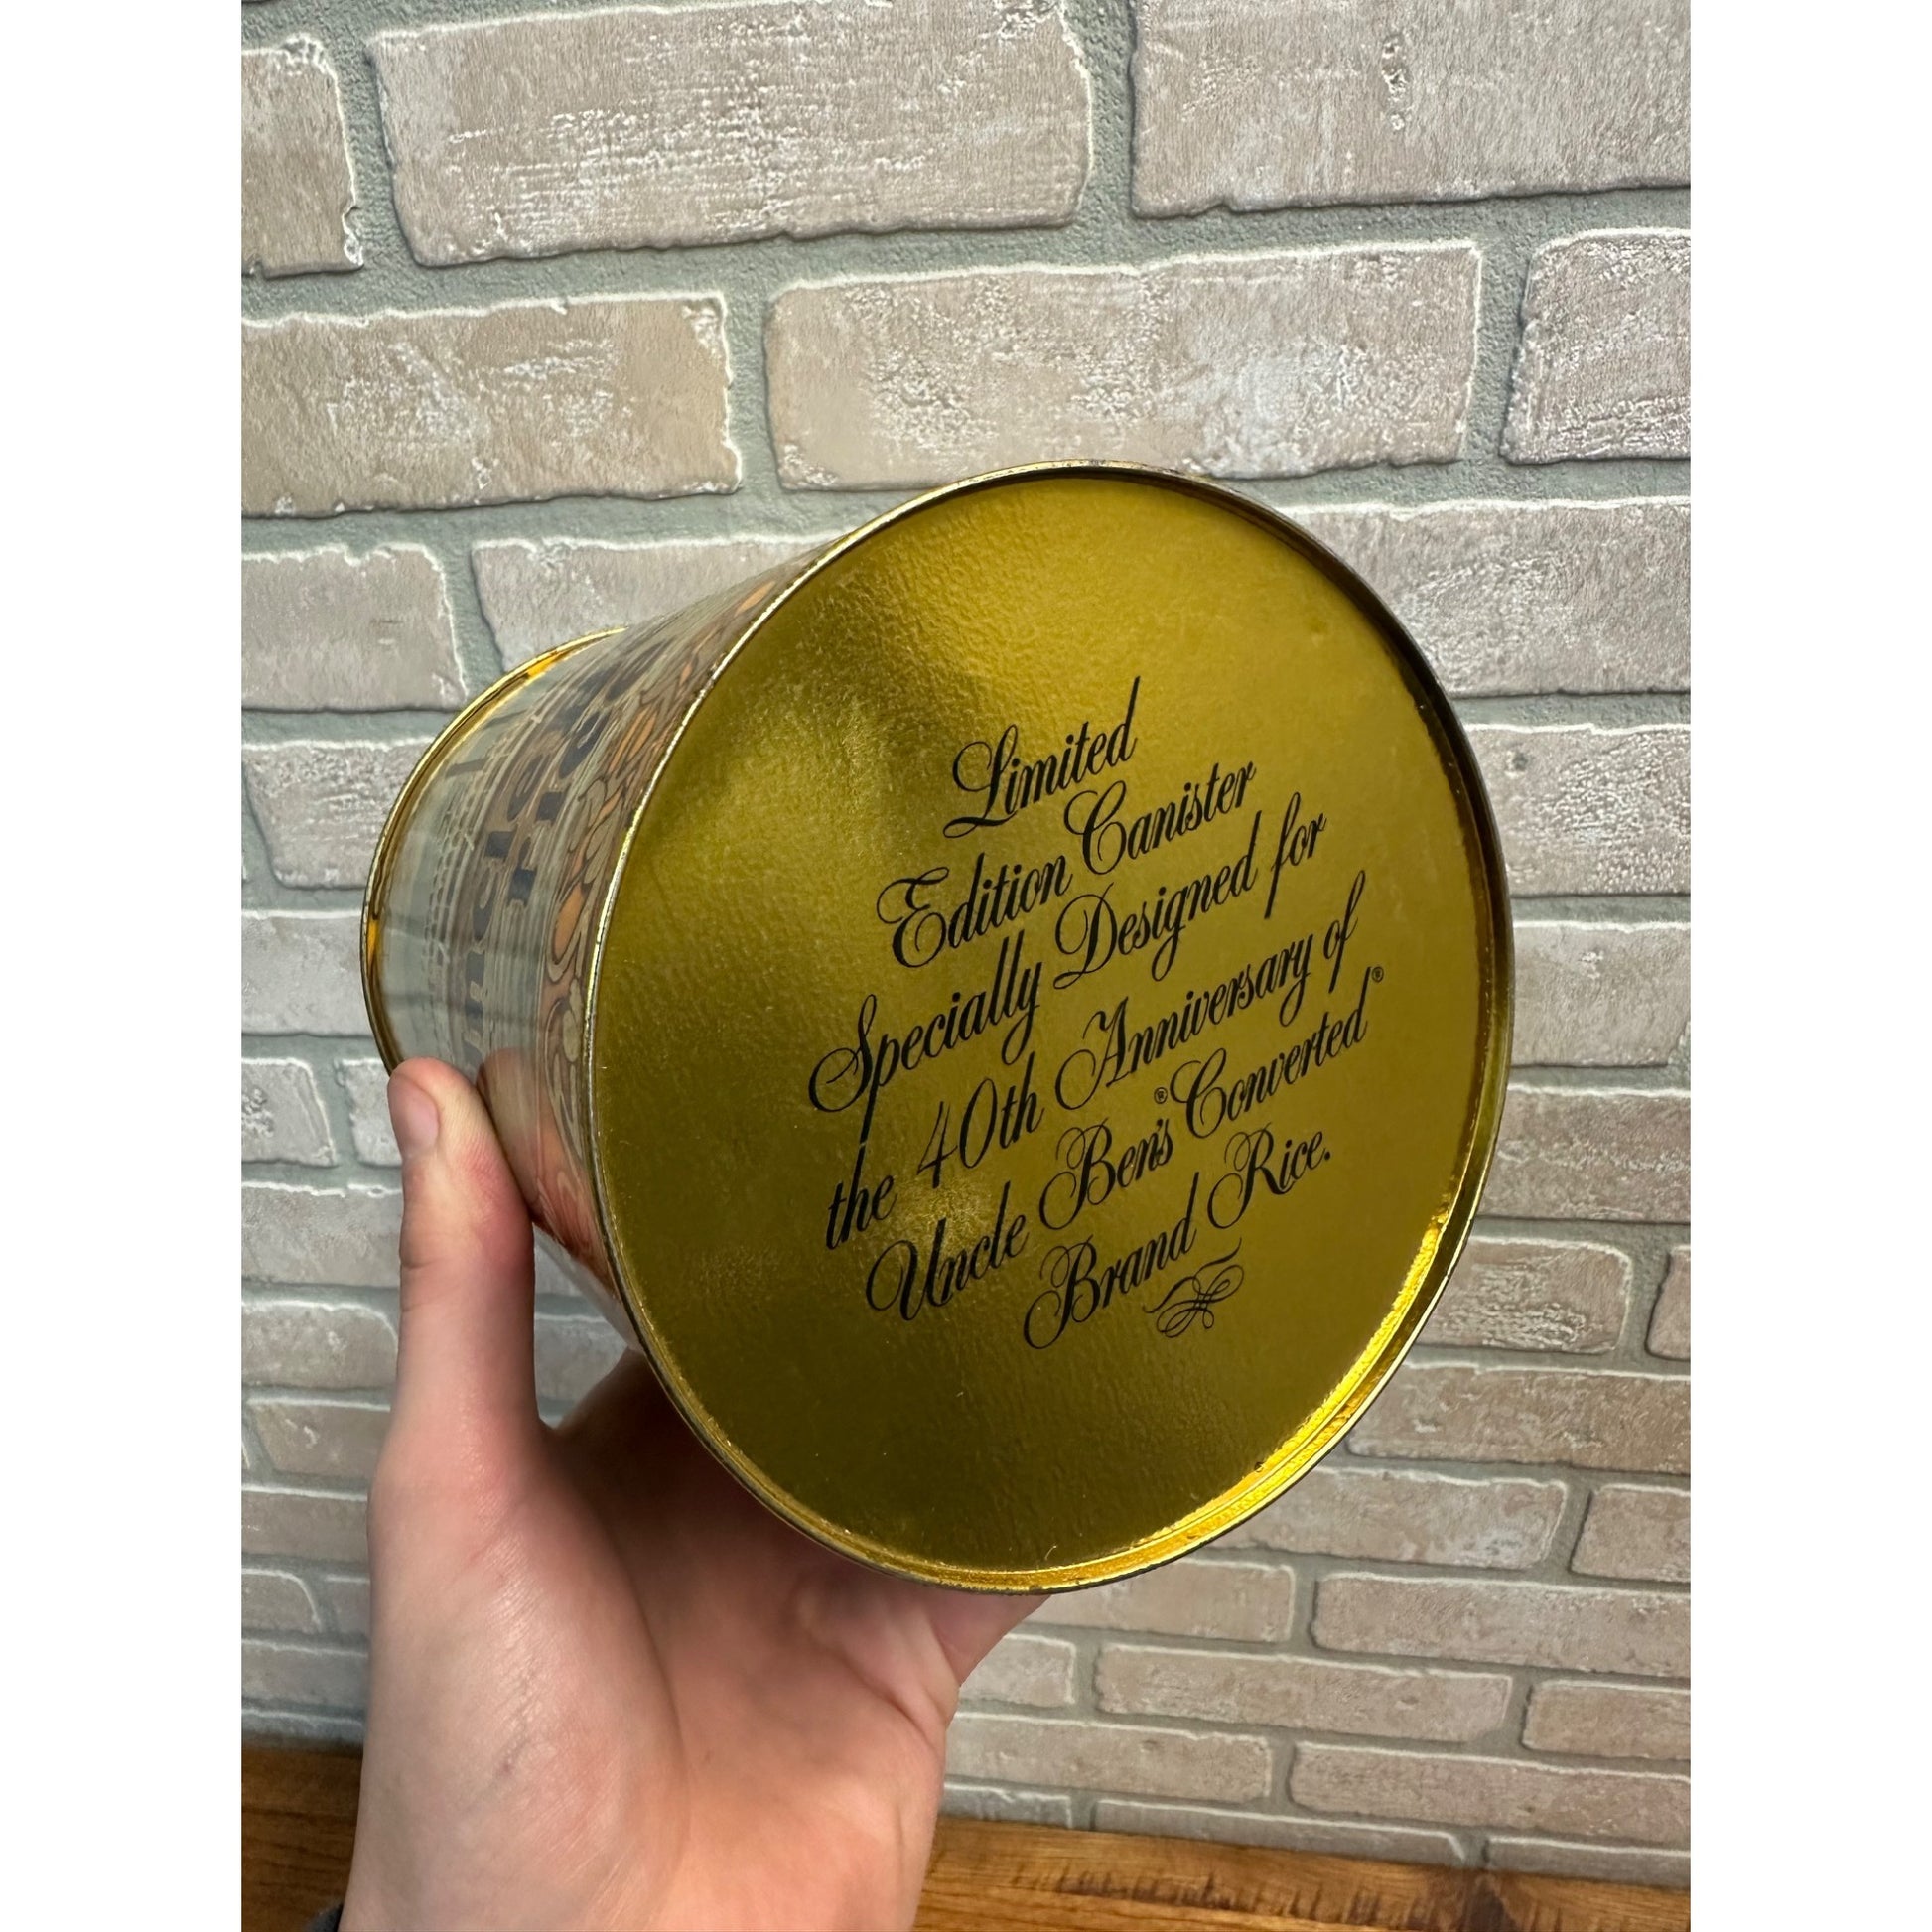 Limited
Edition Canister
Specially Designed for
the 40th Anniversary of
Uncle Ben's® Converted®
Brand Rice.